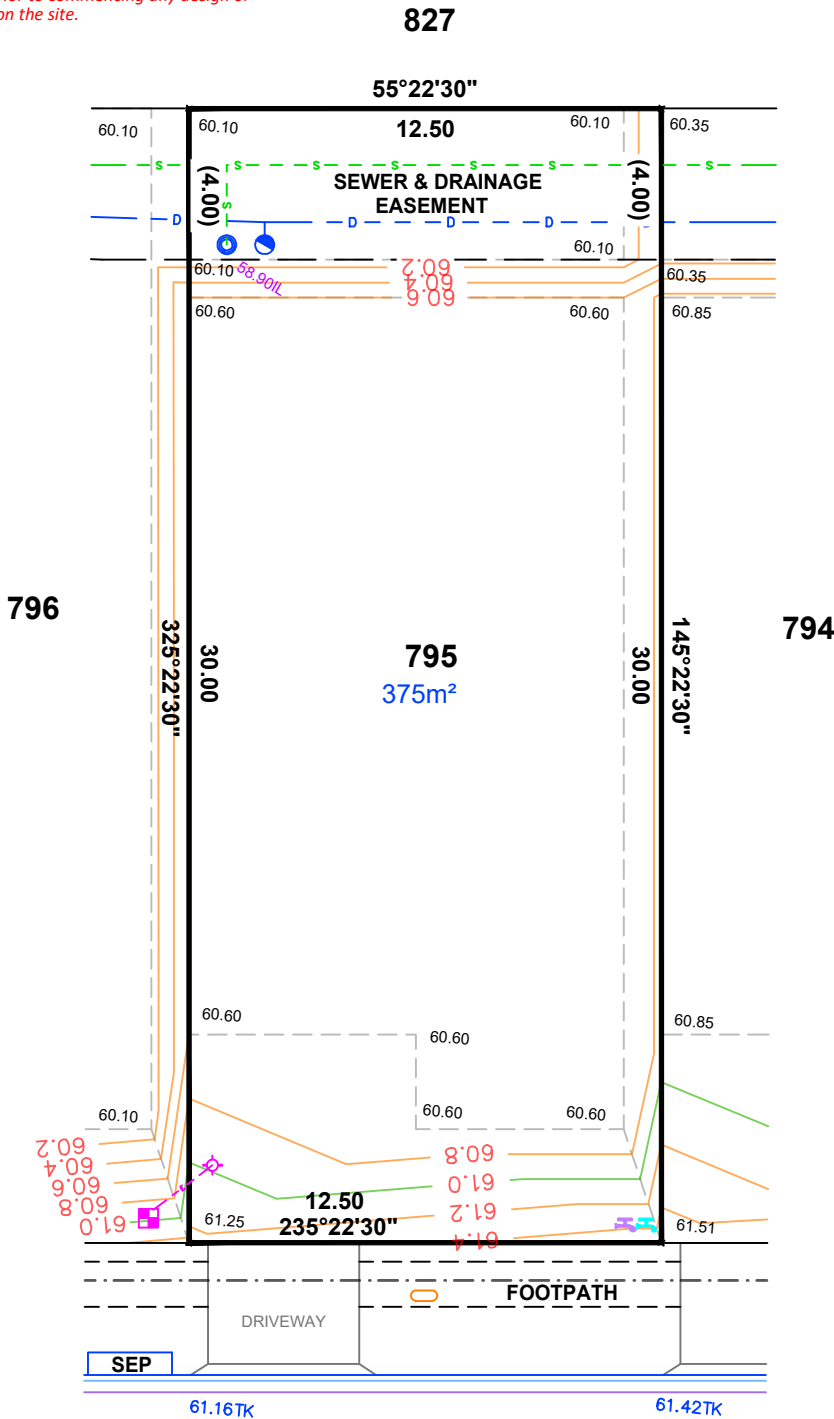 on the site.
827
55°22'30"
60.10
60.10
12.50
60.10
60.35
s
s
s
s
s
s
s
(4.00)
s
SEWER & DRAINAGE
EASEMENT
(4.00)
D
D
D
D
60.10
60.10
58.90IL
60.2
60.4
60.6
60.35
60.60
60.60
60.85
796
325°22'30"
30.00
795
375m²
30.00
145°22'30"
794
60.60
60.60
60.85
60.10
60.60
60.60
60.2
60.4
60.6
60.8
61.0
60.8
61.0
61.2
61.4
61.25
12.50
235°22'30"
61.51
FOOTPATH
DRIVEWAY
SEP
61.16TK
61.42TK